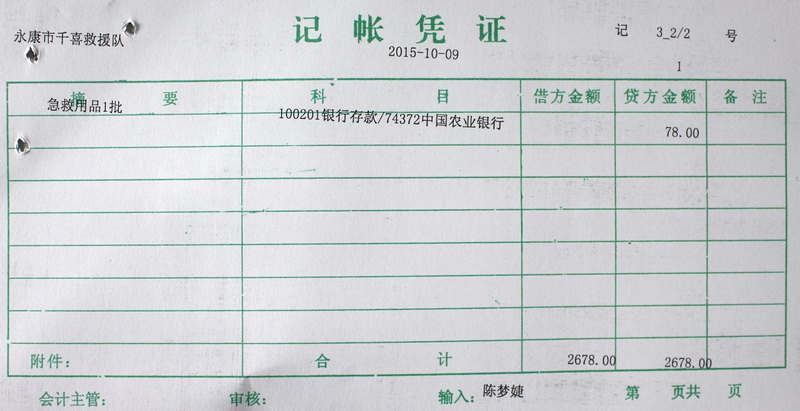 记帐凭证
永康市千喜救援队
2015-10-09
记 3_2/2 号
1
摘要 科目 借方金额 贷方金额 备注
急救用品1批 100201银行存款/74372中国农业银行 78.00
附件: 合计 2678.00 2678.00
会计主管: 审核: 输入: 陈梦婕 第 页共 页